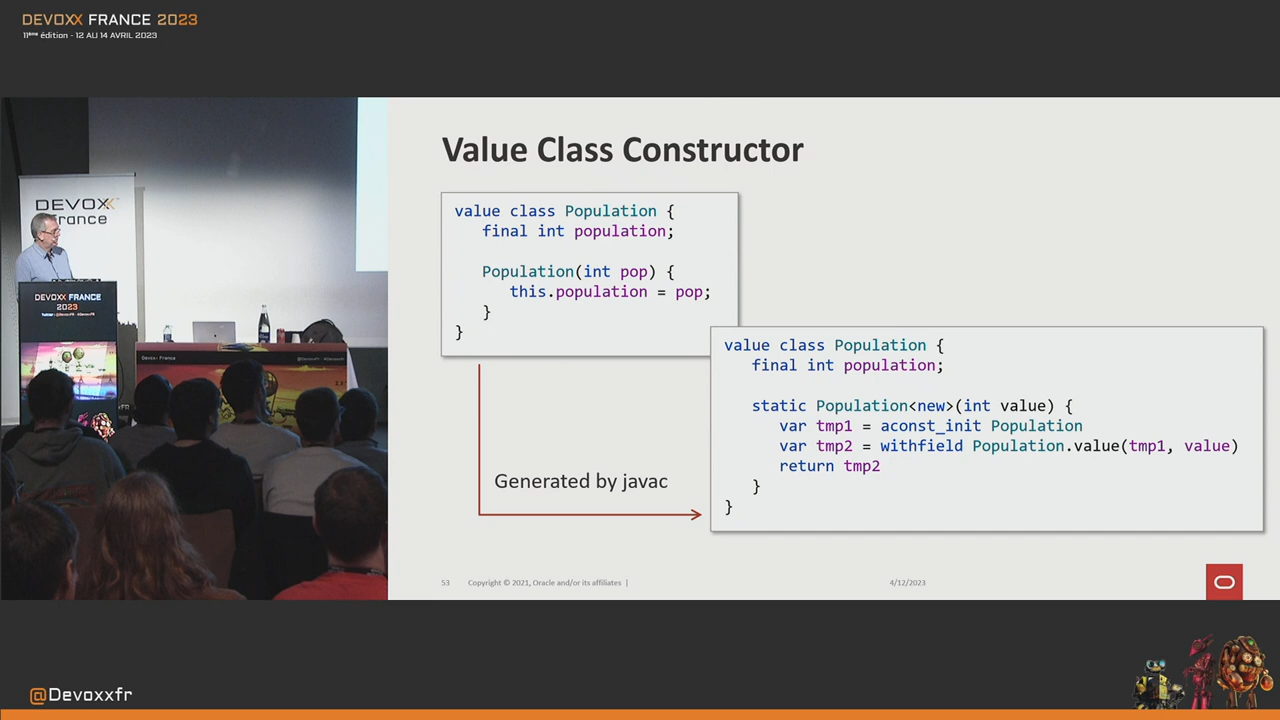 DEVOXX FRANCE 2023
11ème édition - 12 AU 14 AVRIL 2023
DEVOXX
France
DEVOXX FRANCE
2023
Devoxx France
Value Class Constructor
value class Population {
final int population;
Population(int pop) {
this.population = pop;
}
}
Generated by javac
value class Population {
final int population;
static Population<new>(int value) {
var tmp1 = aconst_init Population
var tmp2 = withfield Population.value(tmp1, value)
return tmp2
}
}
53 Copyright © 2021, Oracle and/or its affiliates |
4/12/2023
@Devoxxfr